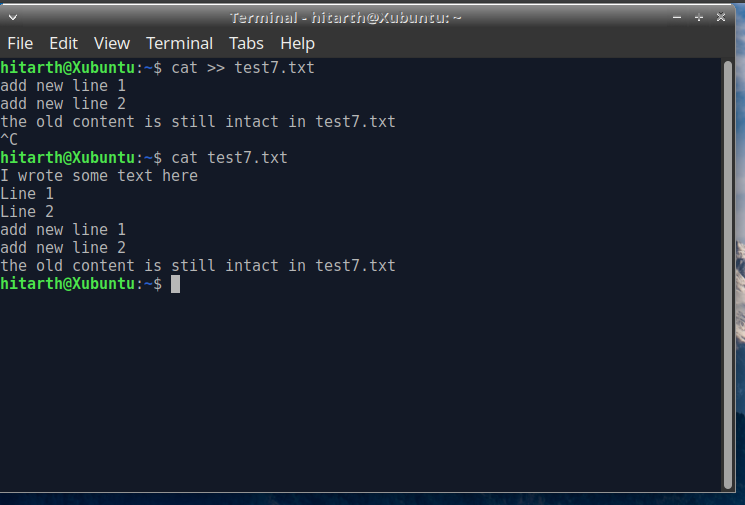 Terminal - hitarth@Xubuntu: ~
File Edit View Terminal Tabs Help
hitarth@Xubuntu:~$ cat >> test7.txt
add new line 1
add new line 2
the old content is still intact in test7.txt
^C
hitarth@Xubuntu:~$ cat test7.txt
I wrote some text here
Line 1
Line 2
add new line 1
add new line 2
the old content is still intact in test7.txt
hitarth@Xubuntu:~$